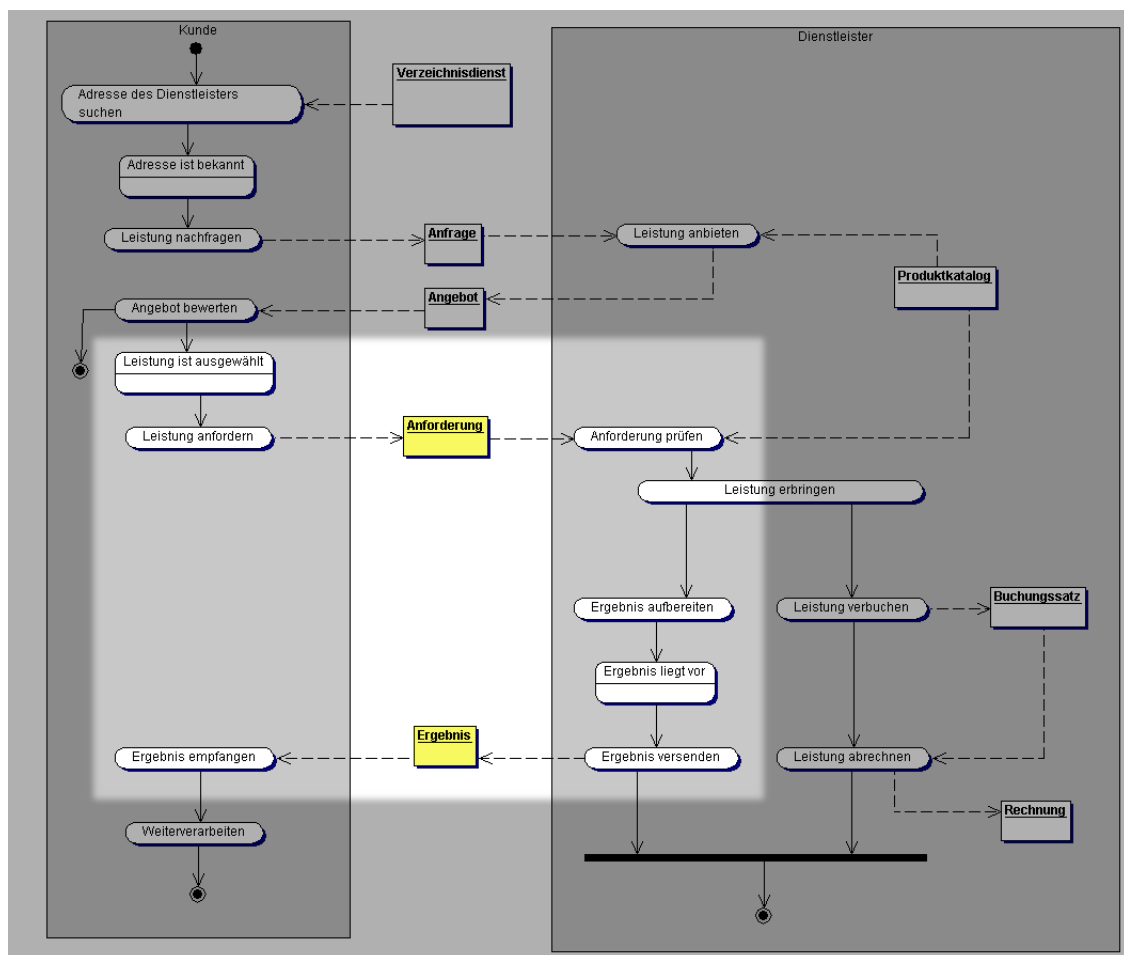 Kunde
Dienstleister
Verzeichnisdienst
Adresse des Dienstleisters
suchen
Adresse ist bekannt
Leistung nachfragen
Anfrage
Leistung anbieten
Produktkatalog
Angebot
Angebot bewerten
Leistung ist ausgewählt
Leistung anfordern
Anforderung
Anforderung prüfen
Leistung erbringen
Ergebnis aufbereiten
Leistung verbuchen
Buchungssatz
Ergebnis liegt vor
Ergebnis empfangen
Ergebnis
Ergebnis versenden
Leistung abrechnen
Rechnung
Weiterverarbeiten